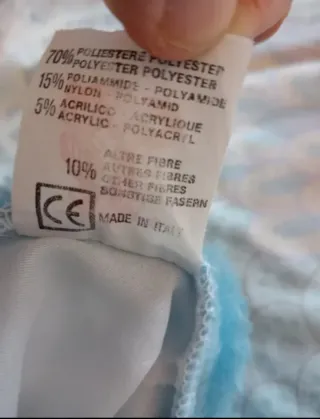 70% POLIESTERE POLYESTER
POLYESTER POLYESTER
15% POLIAMMIDE - POLYAMIDE
NYLON - POLYAMID
5% ACRILICO - ACRYLIQUE
ACRYLIC - POLYACRYL
ALTRE FIBRE
10% AUTRES FIBRES
OTHER FIBRES
SONSTIGE FASERN
CE MADE IN ITALY